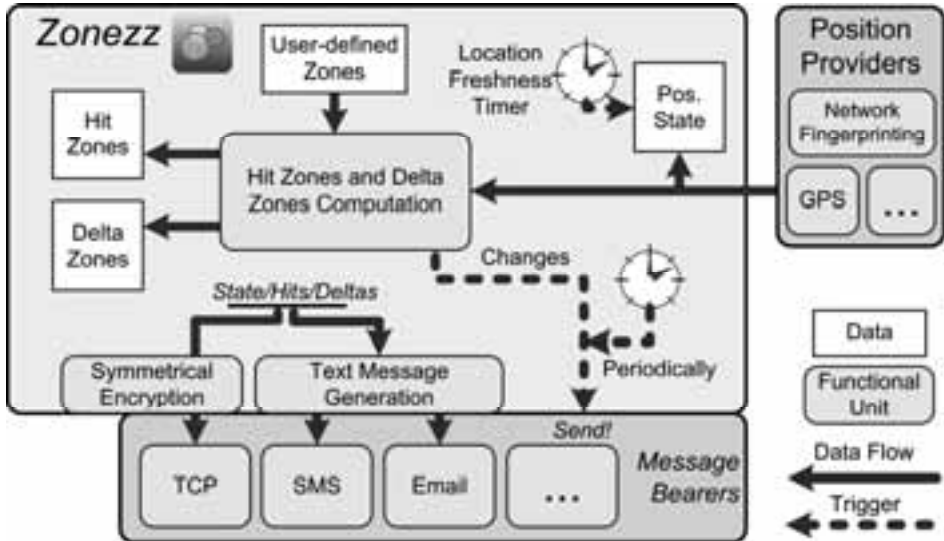 Zonezz
User-defined
Zones
Location
Freshness
Timer
Pos.
State
Position
Providers
Network
Fingerprinting
GPS
...
Hit
Zones
Hit Zones and Delta
Zones Computation
Delta
Zones
Changes
State/Hits/Deltas
Periodically
Symmetrical
Encryption
Text Message
Generation
Send!
TCP
SMS
Email
...
Message
Bearers
Data
Functional
Unit
Data Flow
Trigger